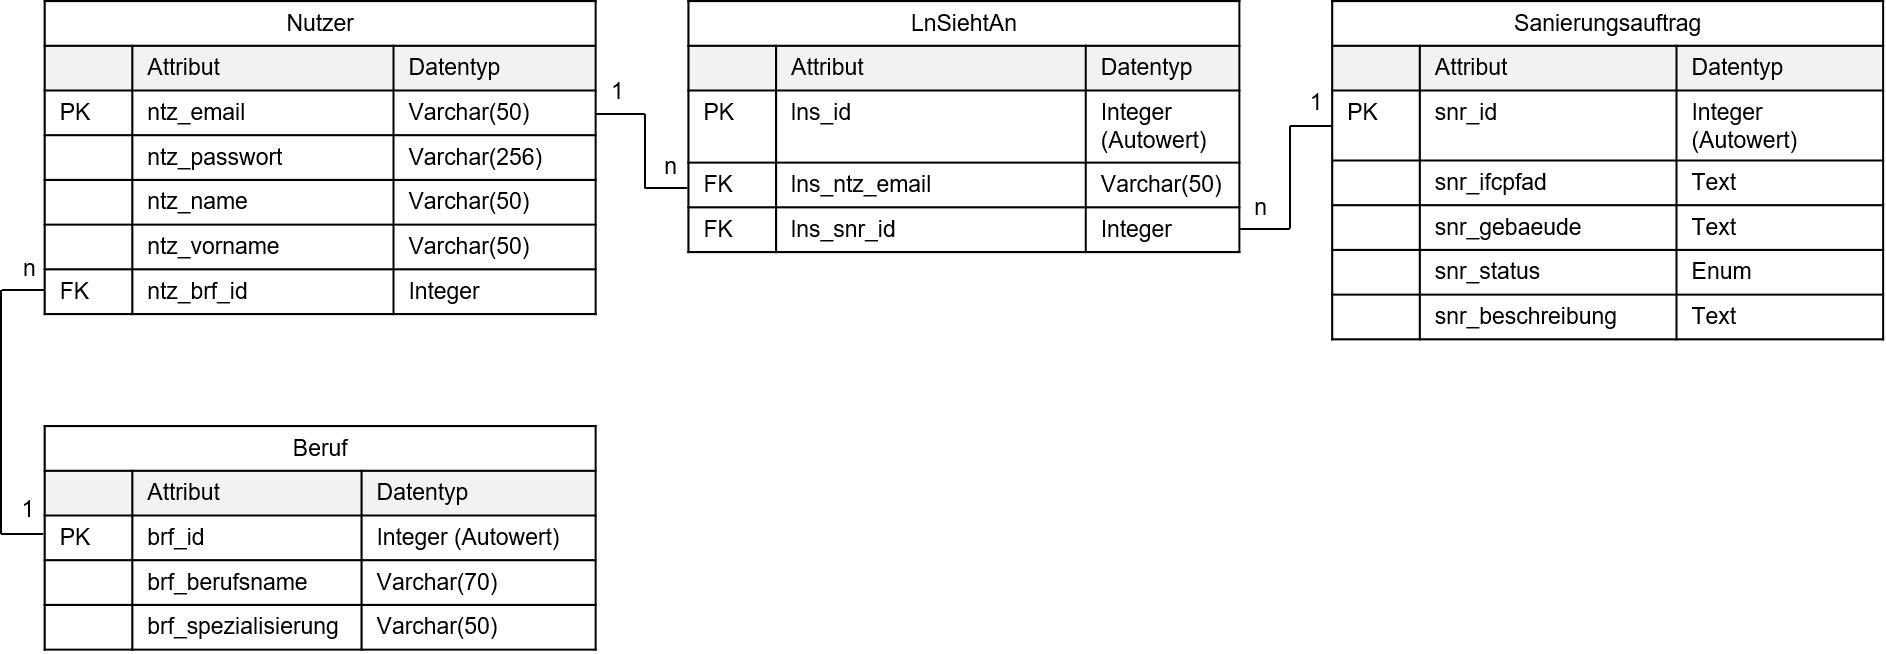 Nutzer
Attribut Datentyp
PK ntz_email Varchar(50)
ntz_passwort Varchar(256)
ntz_name Varchar(50)
ntz_vorname Varchar(50)
FK ntz_brf_id Integer
1
n
LnSiehtAn
Attribut Datentyp
PK lns_id Integer
(Autowert)
FK lns_ntz_email Varchar(50)
FK lns_snr_id Integer
n
1
Sanierungsauftrag
Attribut Datentyp
PK snr_id Integer
(Autowert)
snr_ifcpfad Text
snr_gebaeude Text
snr_status Enum
snr_beschreibung Text
n
1
Beruf
Attribut Datentyp
PK brf_id Integer (Autowert)
brf_berufsname Varchar(70)
brf_spezialisierung Varchar(50)